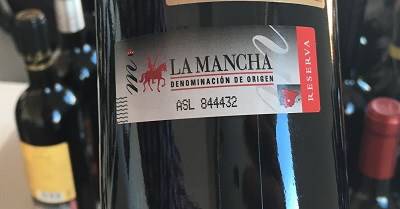 m.
LA MANCHA
DENOMINACIÓN DE ORIGEN
ASL 844432
RESERVA